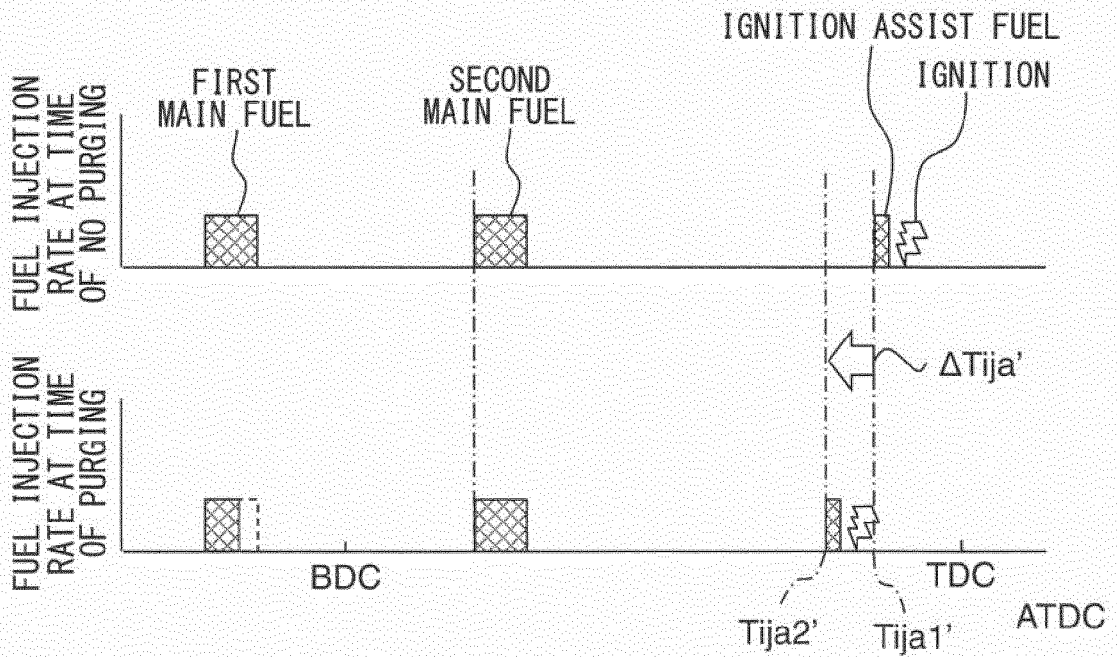 IGNITION ASSIST FUEL
IGNITION
FIRST
MAIN FUEL
SECOND
MAIN FUEL
FUEL INJECTION
RATE AT TIME
OF NO PURGING
ΔTija'
FUEL INJECTION
RATE AT TIME
OF PURGING
BDC
TDC
Tija2'
Tija1'
ATDC